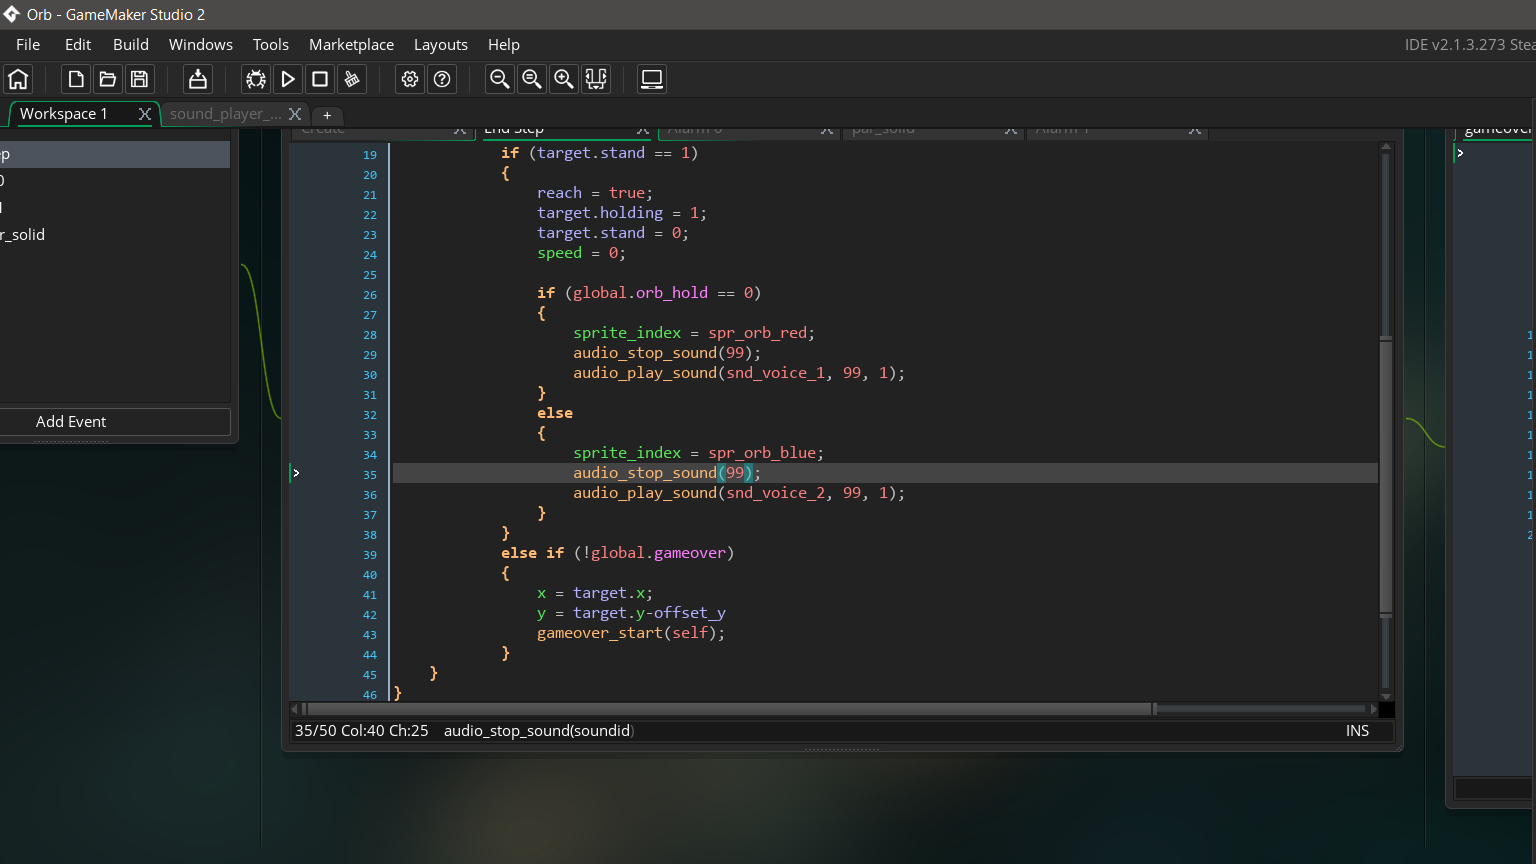 Orb - GameMaker Studio 2
File Edit Build Windows Tools Marketplace Layouts Help
IDE v2.1.3.273 Stea
Workspace 1 X sound_player_... X +
Create X End Step X Alarm 0 X par_solid X Alarm 1 X
gameover
ep
0
1
r_solid
Add Event
19 if (target.stand == 1)
20 {
21 reach = true;
22 target.holding = 1;
23 target.stand = 0;
24 speed = 0;
25
26 if (global.orb_hold == 0)
27 {
28 sprite_index = spr_orb_red;
29 audio_stop_sound(99);
30 audio_play_sound(snd_voice_1, 99, 1);
31 }
32 else
33 {
34 sprite_index = spr_orb_blue;
35 audio_stop_sound(99);
36 audio_play_sound(snd_voice_2, 99, 1);
37 }
38 }
39 else if (!global.gameover)
40 {
41 x = target.x;
42 y = target.y-offset_y
43 gameover_start(self);
44 }
45 }
46 }
35/50 Col:40 Ch:25 audio_stop_sound(soundid)
INS